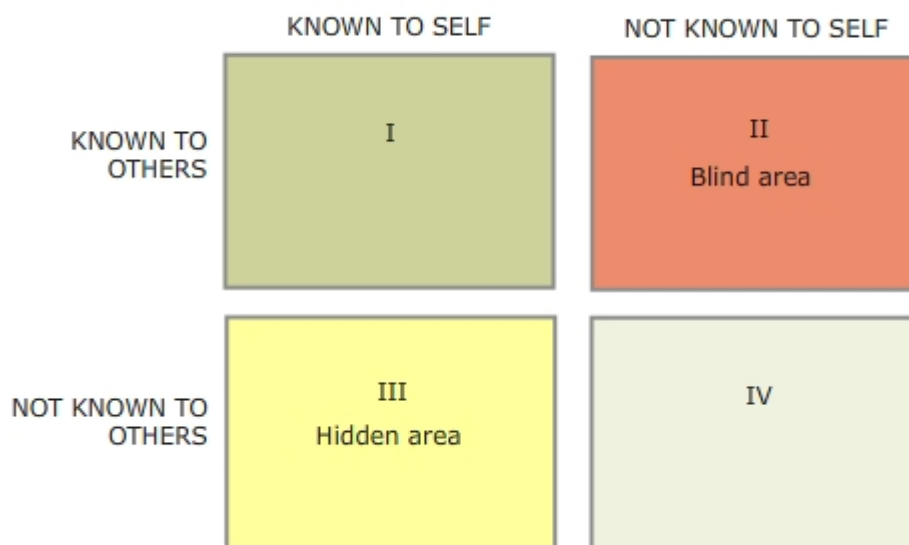 KNOWN TO SELF
NOT KNOWN TO SELF
KNOWN TO
OTHERS
I
II
Blind area
NOT KNOWN TO
OTHERS
III
Hidden area
IV